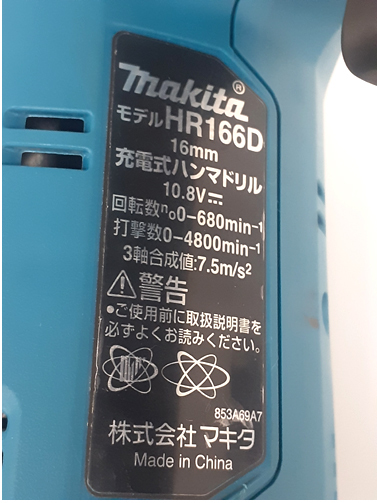 makita®
モデルHR166D
16mm
充電式ハンマドリル
10.8V⎓
回転数n₀0-680min⁻¹
打撃数0-4800min⁻¹
3軸合成値:7.5m/s²
⚠警告
●ご使用前に取扱説明書を
必ずよくお読みください。
853A69A7
株式会社マキタ
Made in China